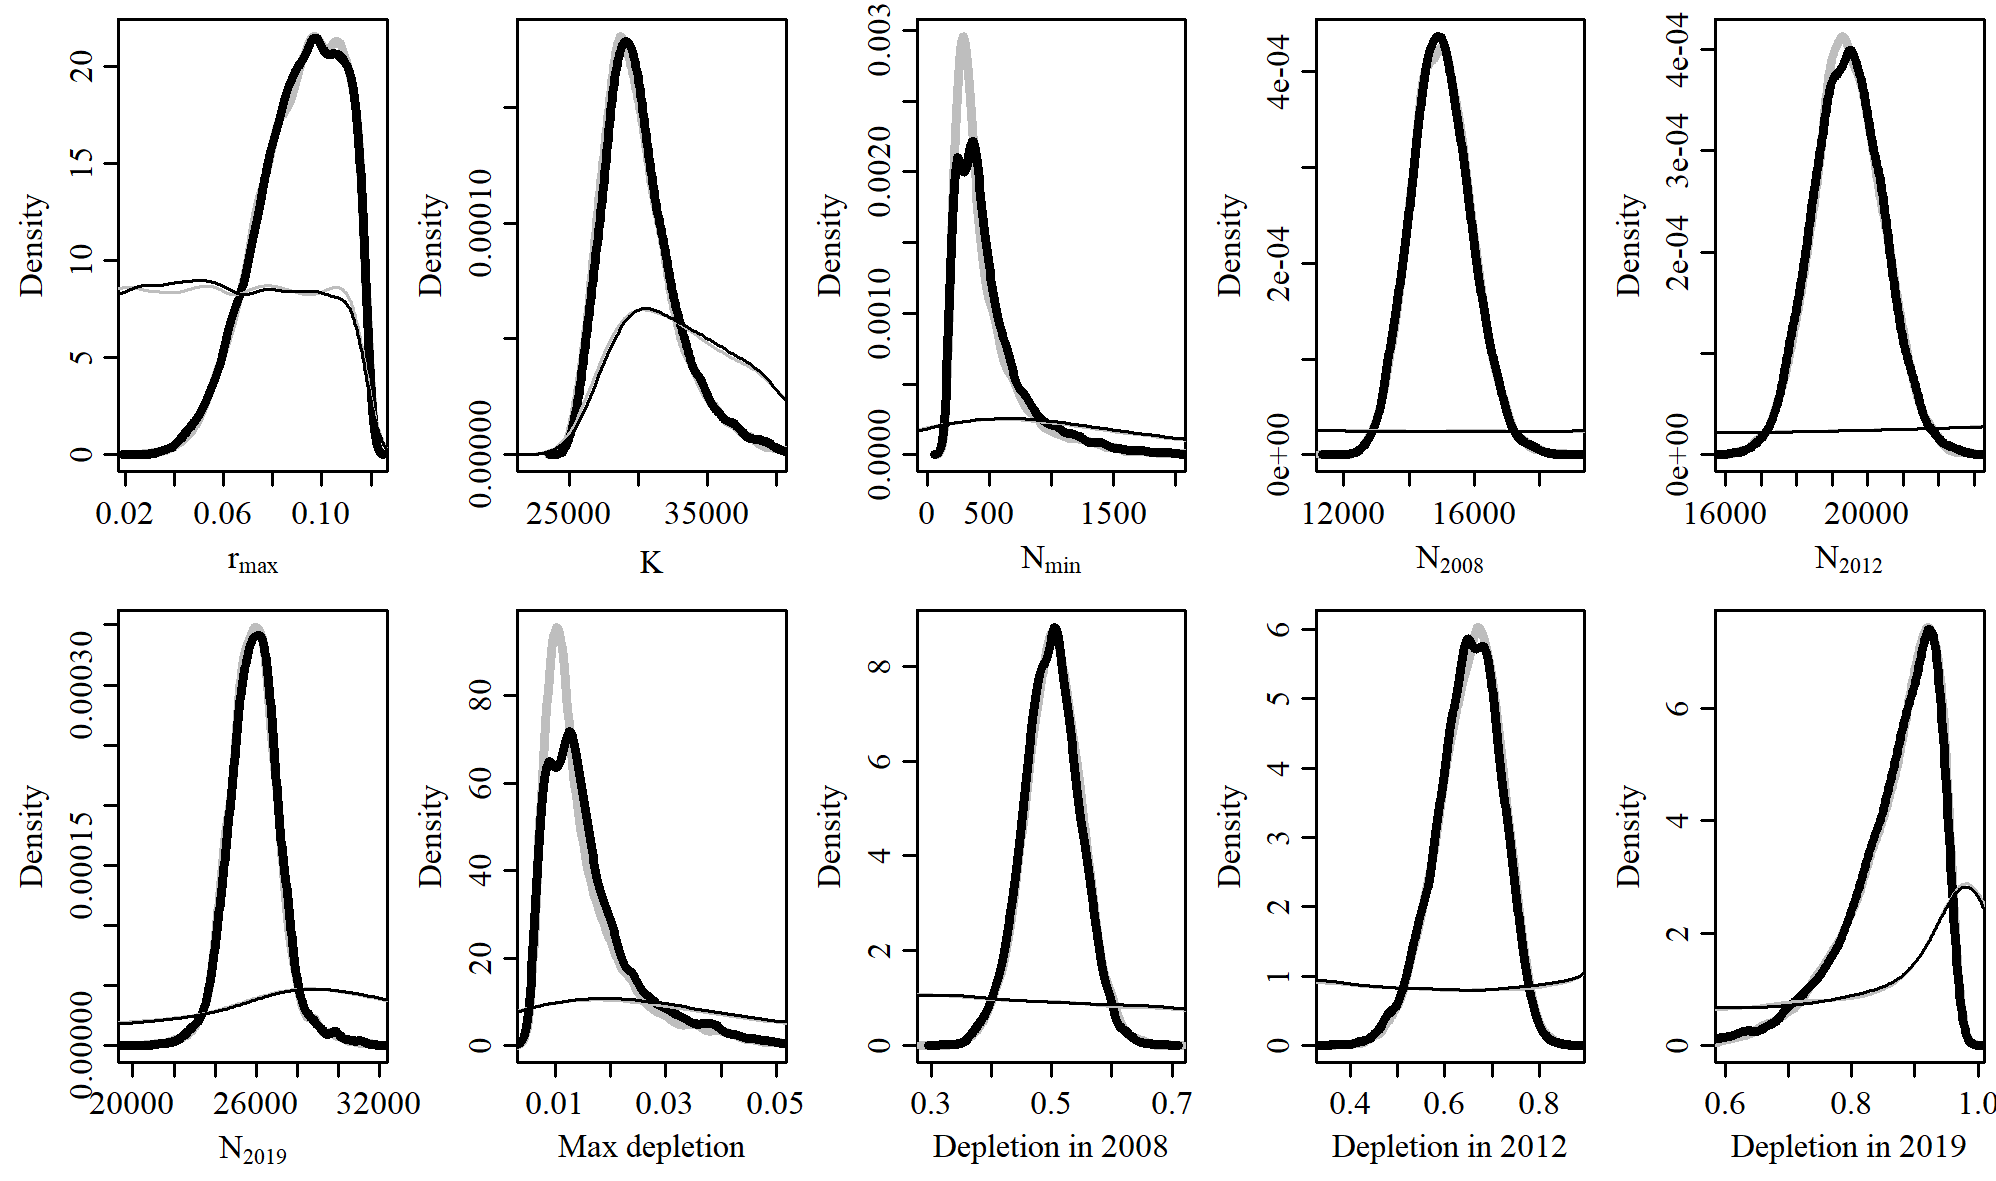 Density
0 5 10 15 20
0.02 0.06 0.10
r_max
Density
0.00000 0.00010
25000 35000
K
Density
0.0000 0.0010 0.0020 0.003
0 500 1500
N_min
Density
0e+00 2e-04 4e-04
12000 16000
N_2008
Density
0e+00 2e-04 3e-04 4e-04
16000 20000
N_2012
Density
0.00000 0.00015 0.00030
20000 26000 32000
N_2019
Density
0 20 40 60 80
0.01 0.03 0.05
Max depletion
Density
0 2 4 6 8
0.3 0.5 0.7
Depletion in 2008
Density
0 1 2 3 4 5 6
0.4 0.6 0.8
Depletion in 2012
Density
0 2 4 6
0.6 0.8 1.0
Depletion in 2019